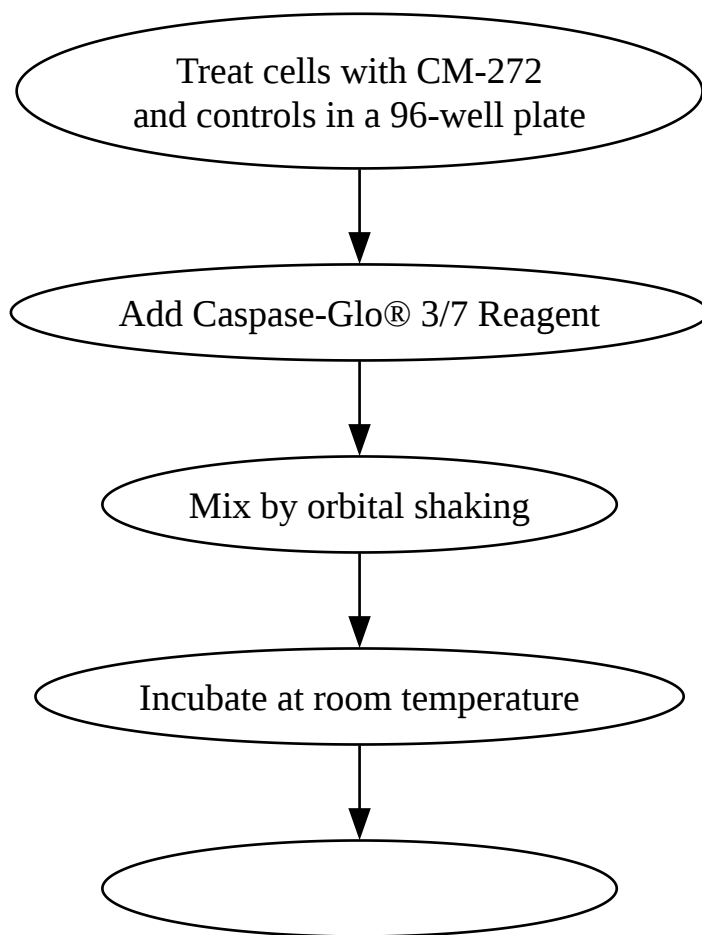 Treat cells with CM-272
and controls in a 96-well plate
Add Caspase-Glo® 3/7 Reagent
Mix by orbital shaking
Incubate at room temperature